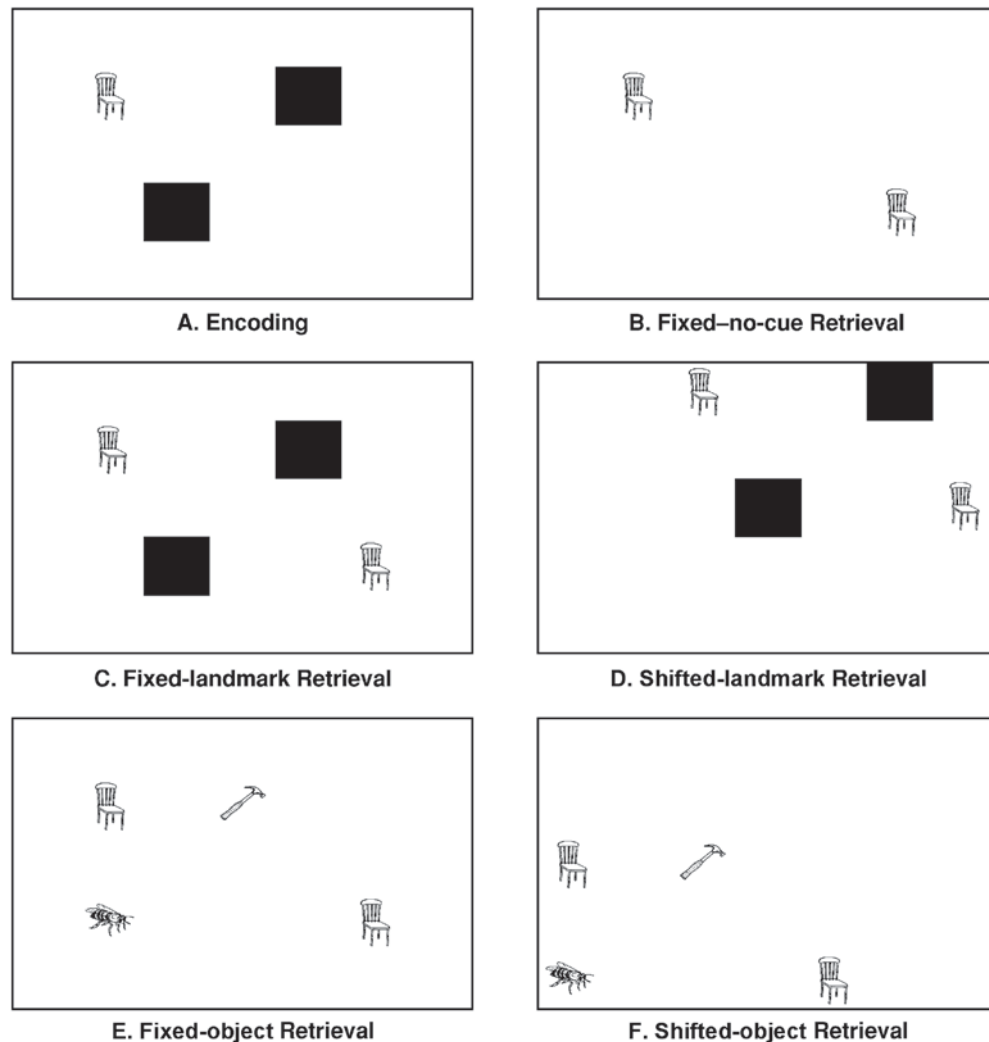 A. Encoding
B. Fixed–no-cue Retrieval
C. Fixed-landmark Retrieval
D. Shifted-landmark Retrieval
E. Fixed-object Retrieval
F. Shifted-object Retrieval